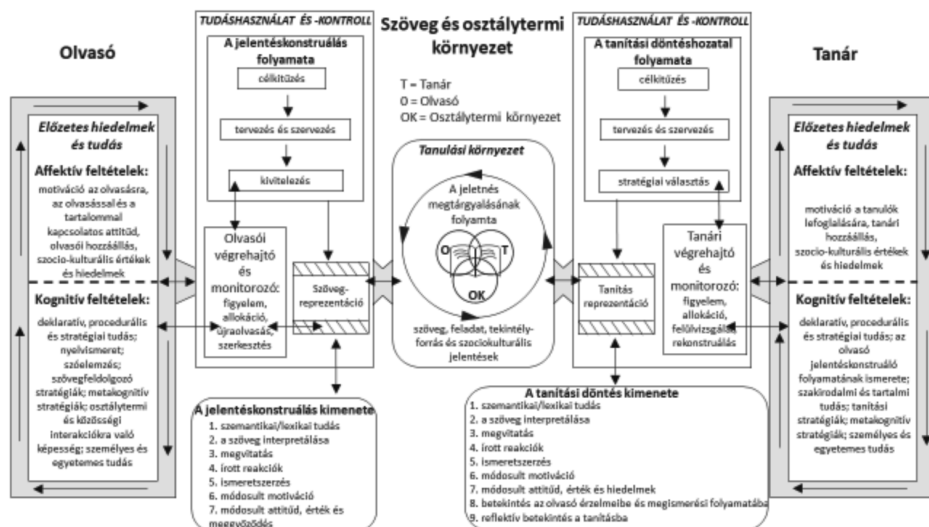 Olvasó
Előzetes hiedelmek
és tudás
Affektív feltételek:
motiváció az olvasásra,
az olvasással és a
tartalommal
kapcsolatos attitűd,
olvasói hozzáállás,
szocio-kulturális értékek
és hiedelmek
Kognitív feltételek:
deklaratív, procedurális
és stratégiai tudás;
nyelvismeret;
szóelemzés;
szövegfeldolgozó
stratégiák; metakognitív
stratégiák; osztálytermi
és közösségi
interakciókra való
képesség; személyes és
egyetemes tudás
TUDÁSHASZNÁLAT ÉS -KONTROLL
A jelentéskonstruálás
folyamata
célkitűzés
tervezés és szervezés
kivitelezés
Olvasói
végrehajtó
és
monitorozó:
figyelem,
allokáció,
újraolvasás,
szerkesztés
Szöveg-
reprezentáció
A jelentéskonstruálás kimenete
1. szemantikai/lexikai tudás
2. a szöveg interpretálása
3. megvitatás
4. írott reakciók
5. ismeretszerzés
6. módosult motiváció
7. módosult attitűd, érték és
meggyőződés
Szöveg és osztálytermi
környezet
T = Tanár
O = Olvasó
OK = Osztálytermi környezet
Tanulási környezet
A jeletnés
megtárgyalásának
folyamta
O
T
OK
szöveg, feladat, tekintély-
forrás és szociokulturális
jelentések
TUDÁSHASZNÁLAT ÉS -KONTROLL
A tanítási döntéshozatal
folyamata
célkitűzés
tervezés és szervezés
stratégiai választás
Tanítás
reprezentáció
Tanári
végrehajtó
és
monitorozó:
figyelem,
allokáció,
felülvizsgálás,
rekonstruálás
A tanítási döntés kimenete
1. szemantikai/lexikai tudás
2. a szöveg interpretálása
3. megvitatás
4. írott reakciók
5. ismeretszerzés
6. módosult motiváció
7. módosult attitűd, érték és hiedelmek
8. betekintés az olvasó érzelmeibe és megismerési folyamatába
9. reflektív betekintés a tanításba
Tanár
Előzetes hiedelmek
és tudás
Affektív feltételek:
motiváció a tanulók
lefoglalására, tanári
hozzáállás,
szocio-kulturális értékek
és hiedelmek
Kognitív feltételek:
deklaratív, procedurális
és stratégiai tudás; az
olvasó
jelentéskonstruáló
folyamatának ismerete;
szakirodalmi és tartalmi
tudás; tanítási
stratégiák; metakognitív
stratégiák; személyes és
egyetemes tudás